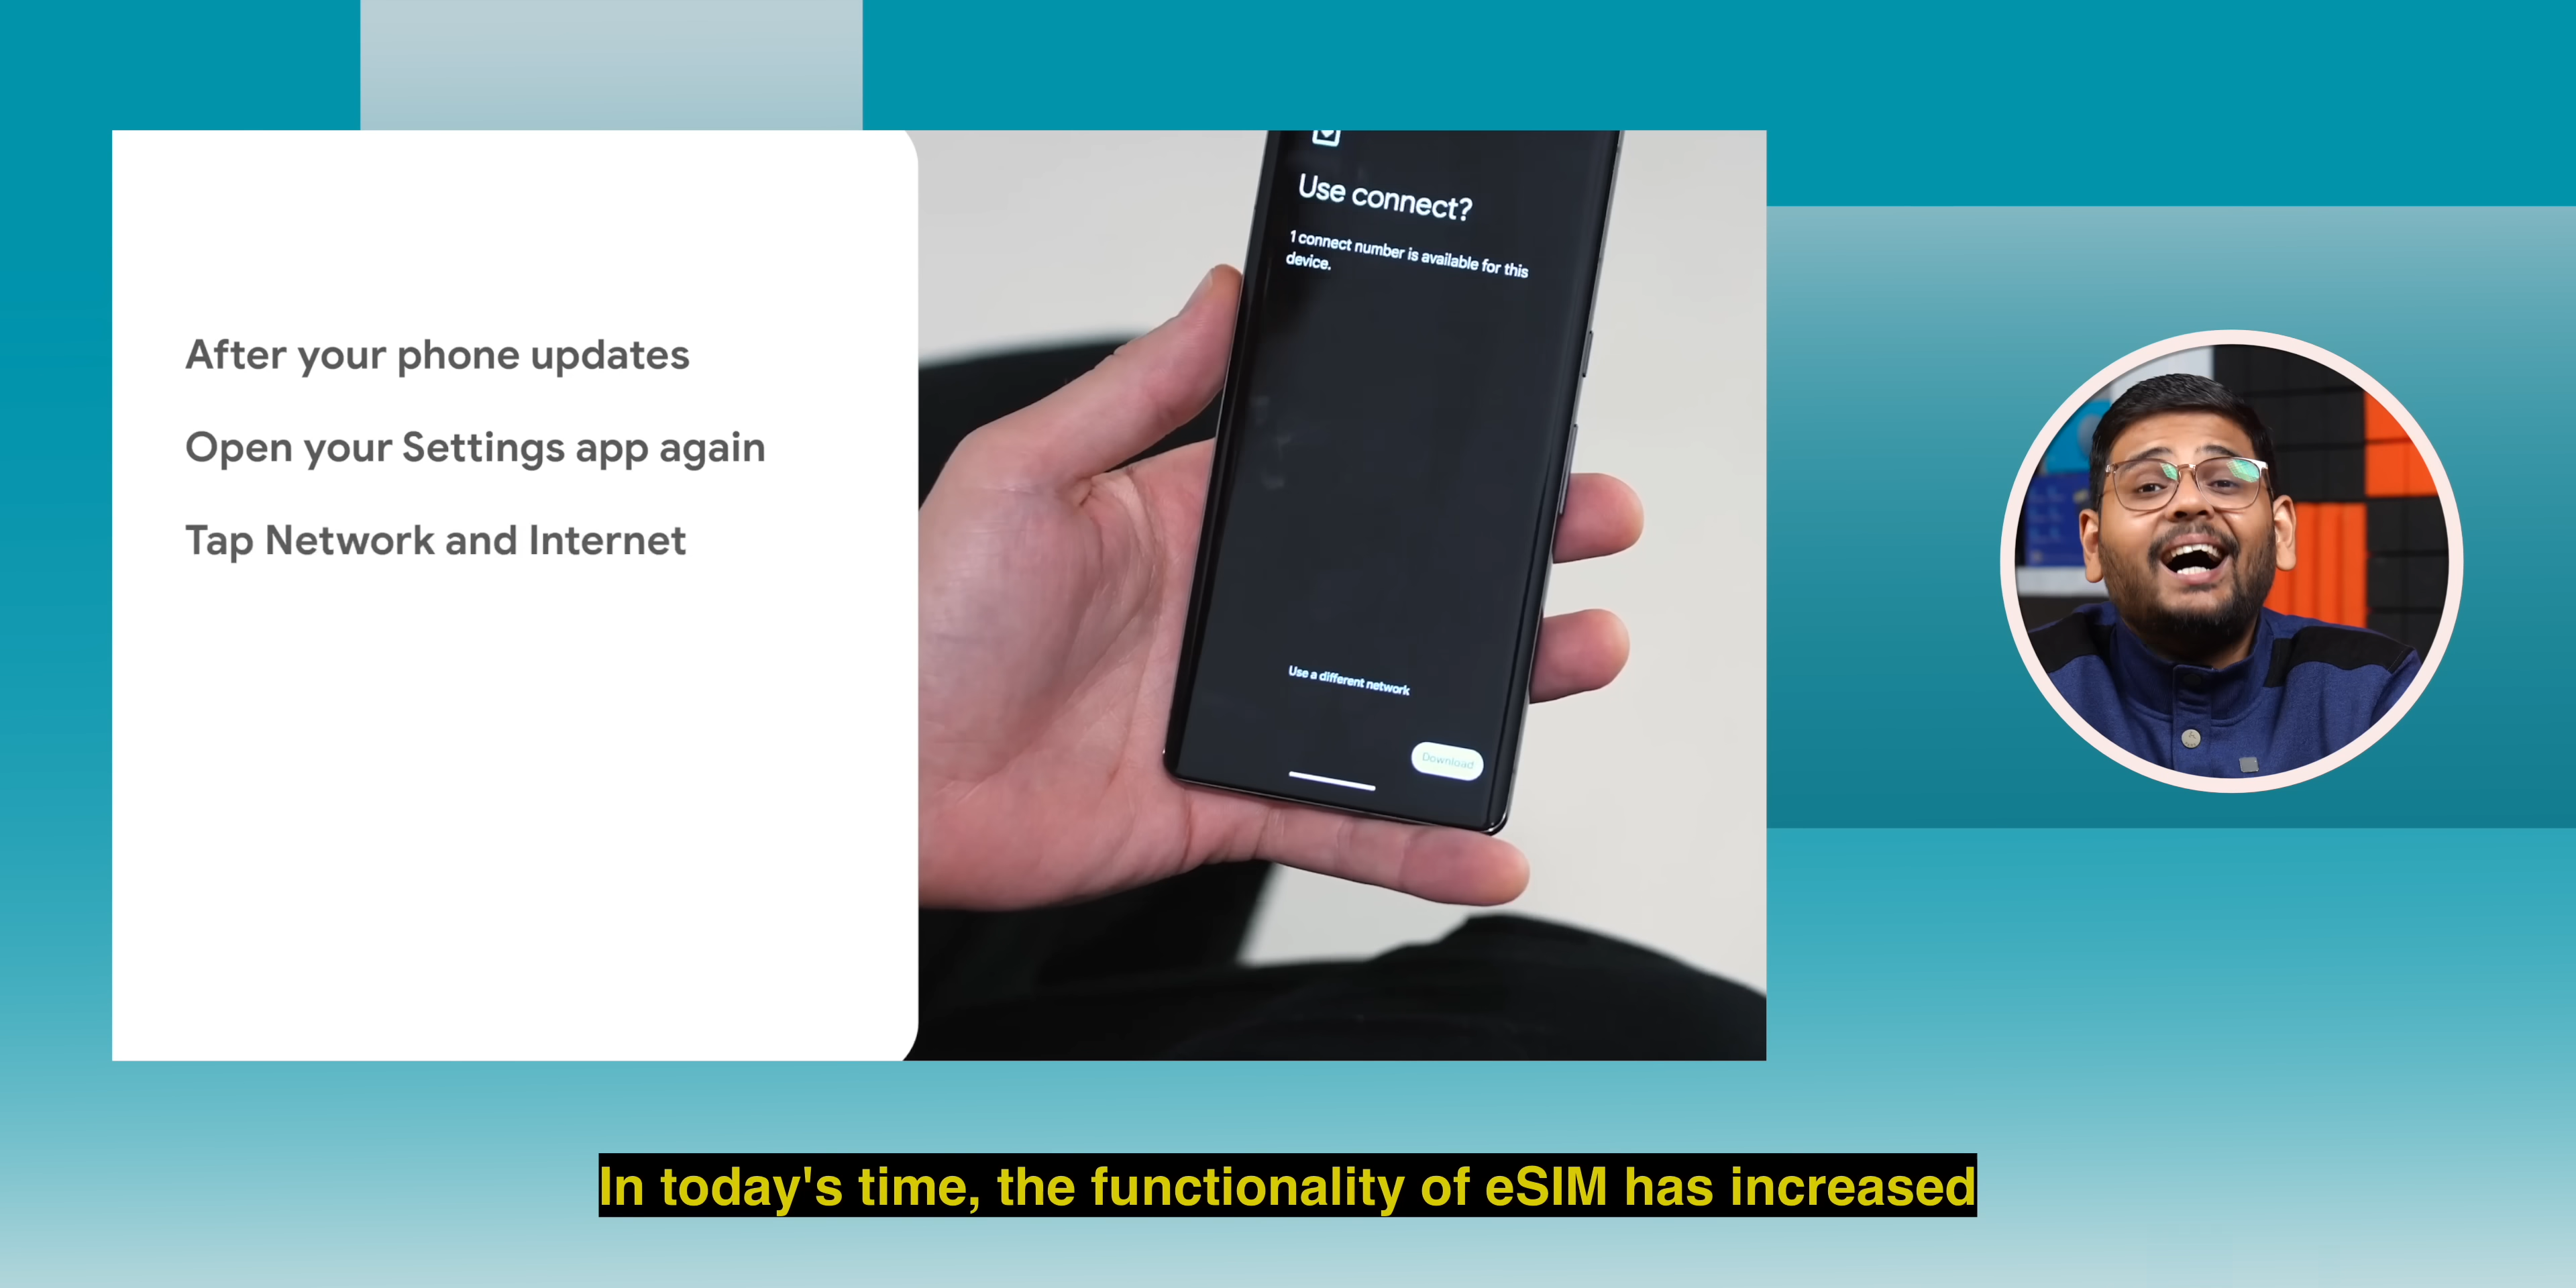 After your phone updates
Open your Settings app again
Tap Network and Internet
Use connect?
1 connect number is available for this
device.
Use a different network
Download
In today's time, the functionality of eSIM has increased